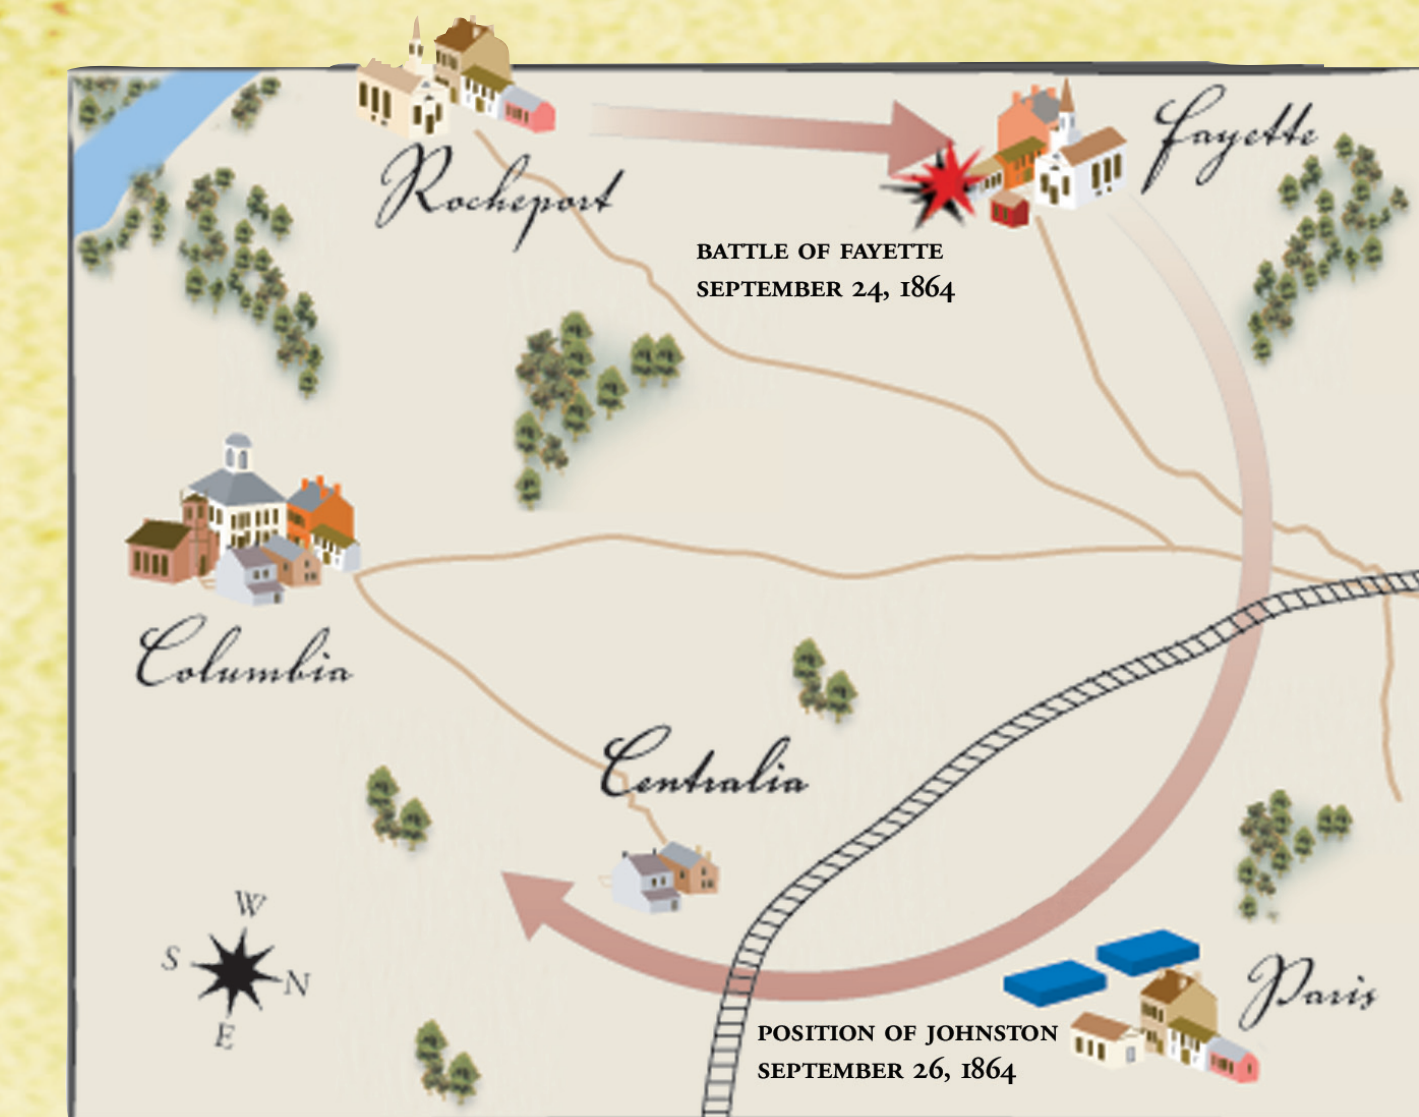 Rocheport
Fayette
BATTLE OF FAYETTE
SEPTEMBER 24, 1864
Columbia
Centralia
W
S
N
E
Paris
POSITION OF JOHNSTON
SEPTEMBER 26, 1864